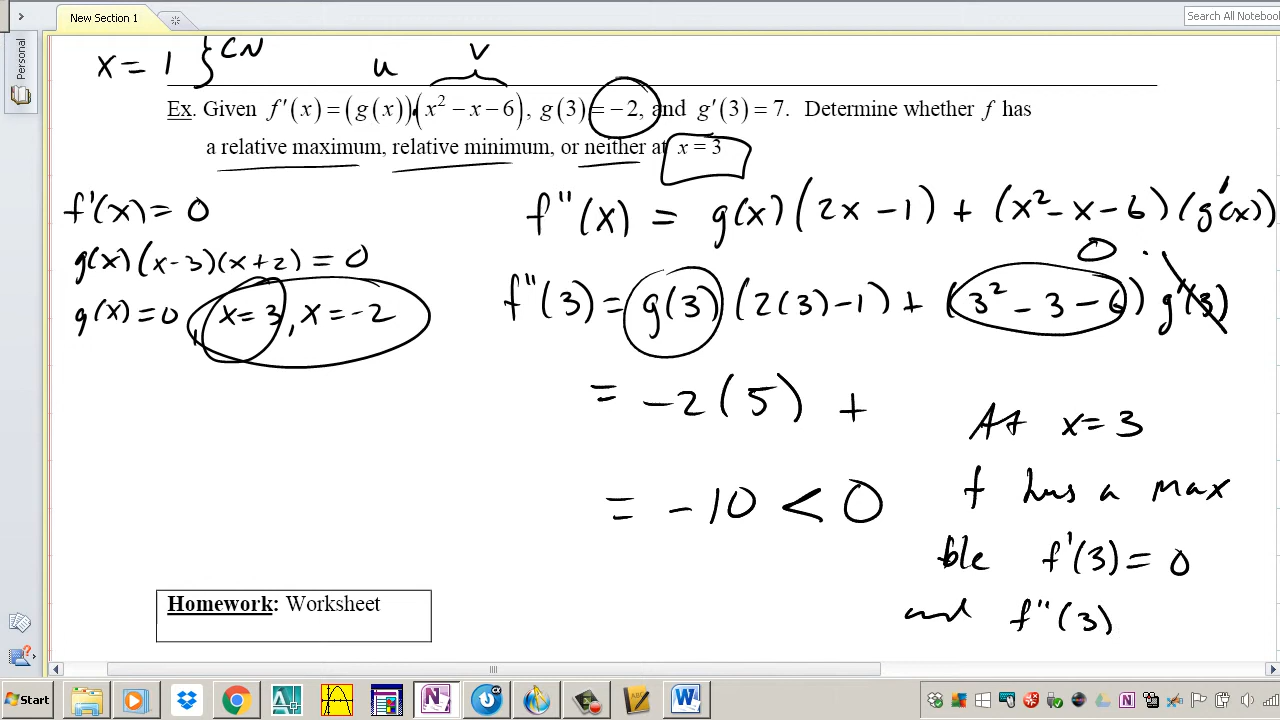 New Section 1
Search All Notebooks
Personal
x = 1 } CN
u v
Ex. Given f'(x) = (g(x))·(x² − x − 6), g(3) = −2, and g'(3) = 7. Determine whether f has
a relative maximum, relative minimum, or neither at x = 3
f'(x) = 0
g(x)(x-3)(x+2) = 0
g(x) = 0, x = 3, x = -2
f"(x) = g(x)(2x - 1) + (x² - x - 6)(g'(x))
0
f"(3) = g(3)(2(3) - 1) + (3² - 3 - 6) g'(3)
= -2(5) +
= -10 < 0
At x = 3
f has a max
b/c f'(3) = 0
and f"(3)
Homework: Worksheet
Start